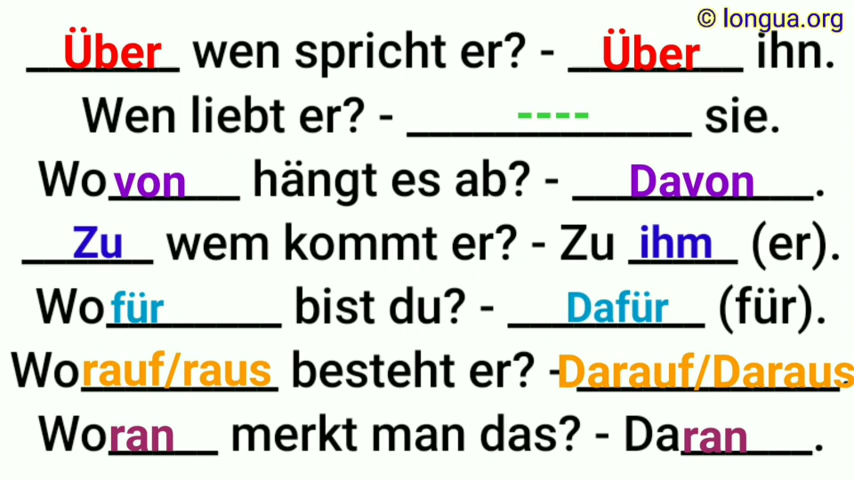 © longua.org
Über wen spricht er? - Über ihn.
Wen liebt er? - ---- sie.
Wovon hängt es ab? - Davon.
Zu wem kommt er? - Zu ihm (er).
Wofür bist du? - Dafür (für).
Worauf/raus besteht er? - Darauf/Daraus.
Woran merkt man das? - Daran.